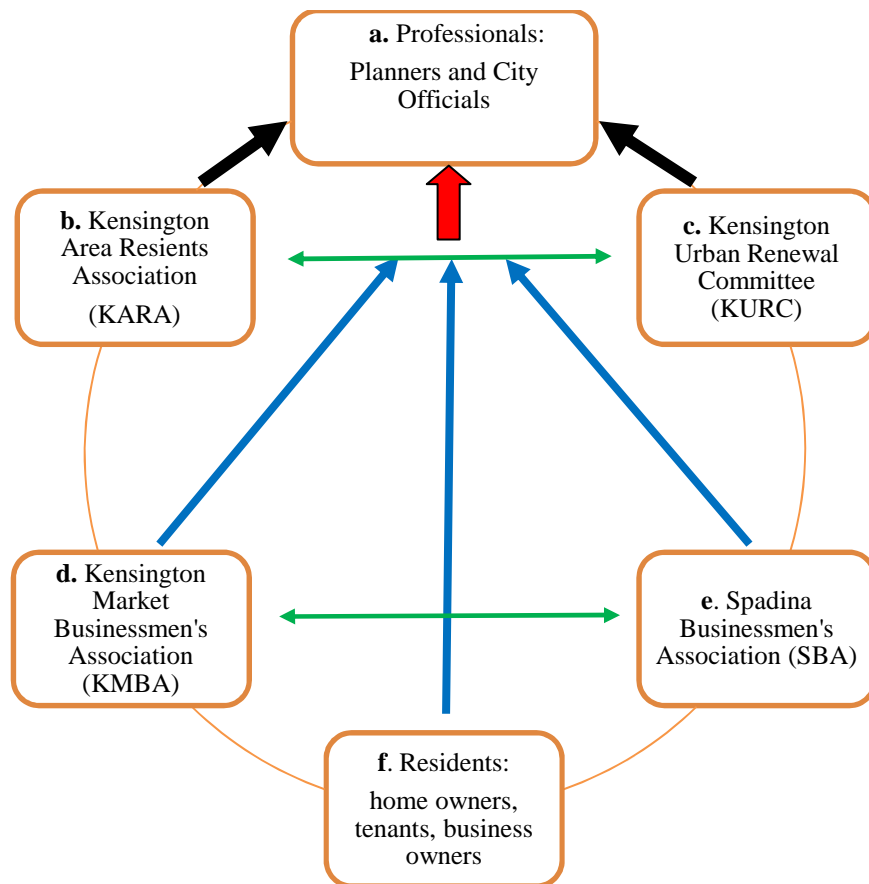 a. Professionals:
Planners and City
Officials
b. Kensington
Area Resients
Association
(KARA)
c. Kensington
Urban Renewal
Committee
(KURC)
d. Kensington
Market
Businessmen's
Association
(KMBA)
e. Spadina
Businessmen's
Association (SBA)
f. Residents:
home owners,
tenants, business
owners